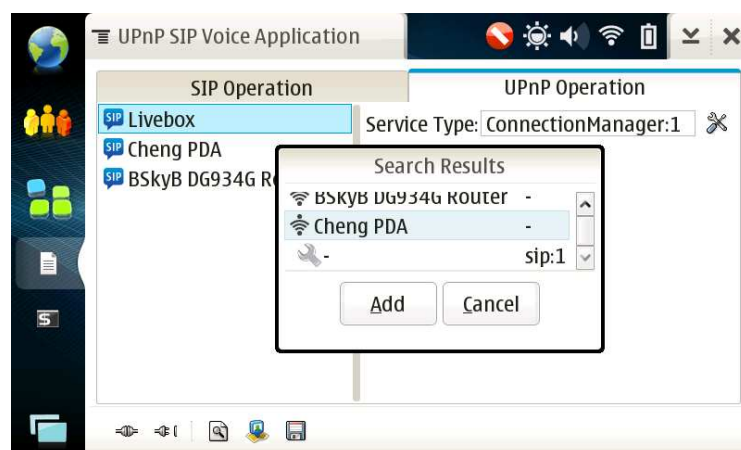 UPnP SIP Voice Application
SIP Operation
UPnP Operation
SIP Livebox
Service Type: ConnectionManager:1
SIP Cheng PDA
SIP BSkyB DG934G R
Search Results
BSkyB DG934G Router -
Cheng PDA -
- sip:1
Add Cancel
$